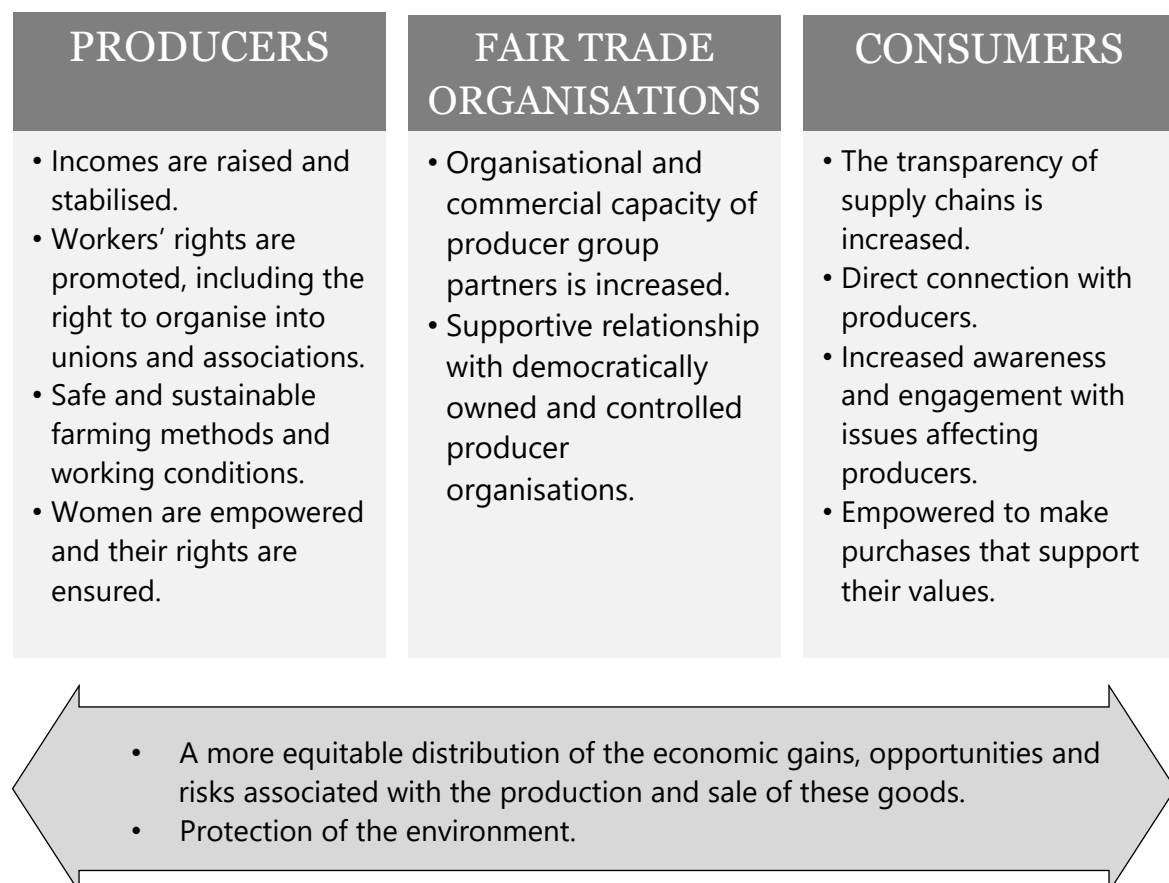 PRODUCERS
• Incomes are raised and
stabilised.
• Workers’ rights are
promoted, including the
right to organise into
unions and associations.
• Safe and sustainable
farming methods and
working conditions.
• Women are empowered
and their rights are
ensured.
FAIR TRADE
ORGANISATIONS
• Organisational and
commercial capacity of
producer group
partners is increased.
• Supportive relationship
with democratically
owned and controlled
producer
organisations.
CONSUMERS
• The transparency of
supply chains is
increased.
• Direct connection with
producers.
• Increased awareness
and engagement with
issues affecting
producers.
• Empowered to make
purchases that support
their values.
• A more equitable distribution of the economic gains, opportunities and
risks associated with the production and sale of these goods.
• Protection of the environment.